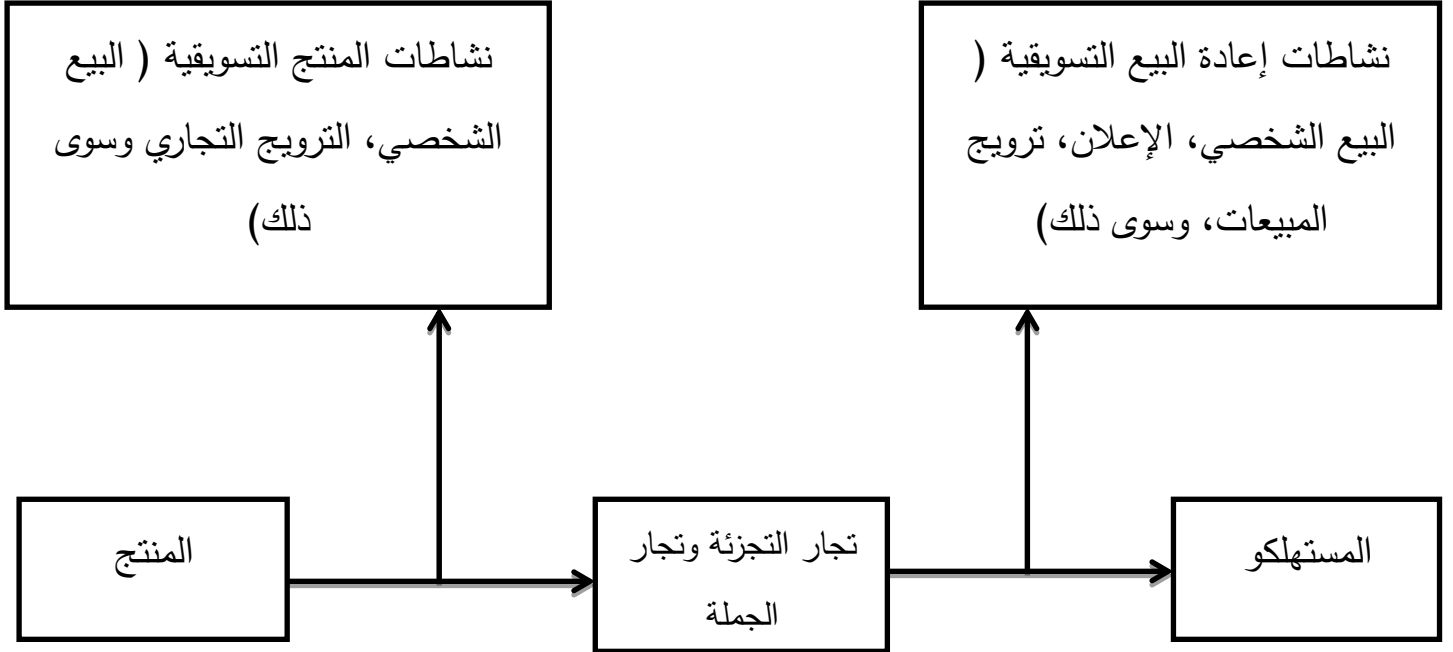 نشاطات إعادة البيع التسويقية (
البيع الشخصي، الإعلان، ترويج
المبيعات، وسوى ذلك)
نشاطات المنتج التسويقية ( البيع
الشخصي، الترويج التجاري وسوى
ذلك)
المستهلكو
تجار التجزئة وتجار
الجملة
المنتج